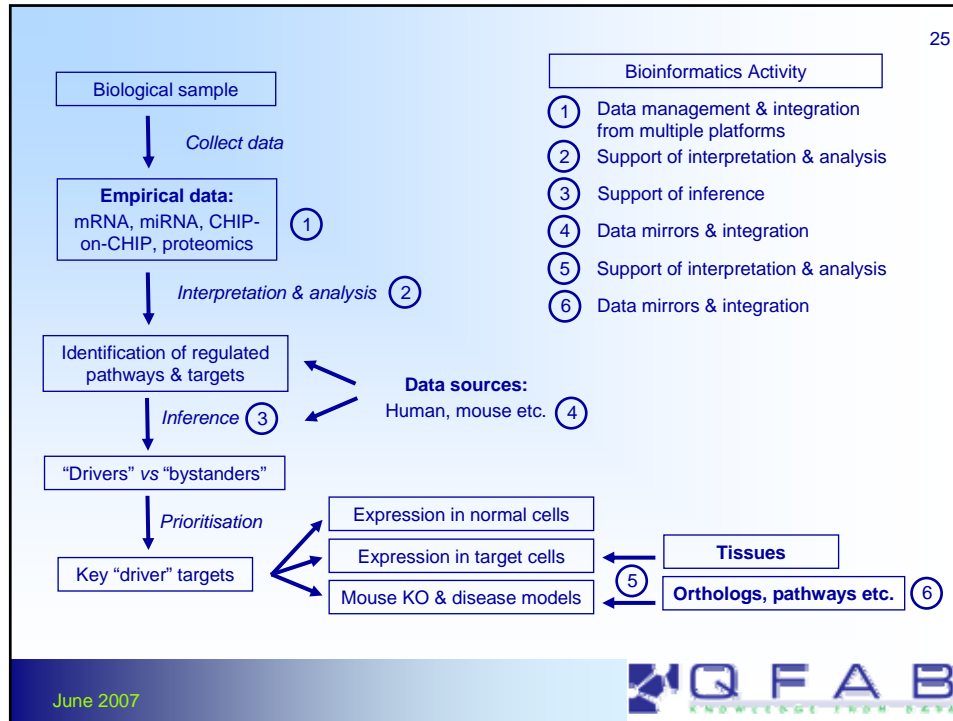 25
Biological sample
Collect data
Empirical data:
mRNA, miRNA, CHIP-
on-CHIP, proteomics
1
Interpretation & analysis 2
Identification of regulated
pathways & targets
Inference 3
Data sources:
Human, mouse etc. 4
“Drivers” vs “bystanders”
Prioritisation
Key “driver” targets
Expression in normal cells
Expression in target cells
Mouse KO & disease models
5
Tissues
Orthologs, pathways etc. 6
Bioinformatics Activity
1 Data management & integration
from multiple platforms
2 Support of interpretation & analysis
3 Support of inference
4 Data mirrors & integration
5 Support of interpretation & analysis
6 Data mirrors & integration
June 2007
QFAB
KNOWLEDGE FROM DATA